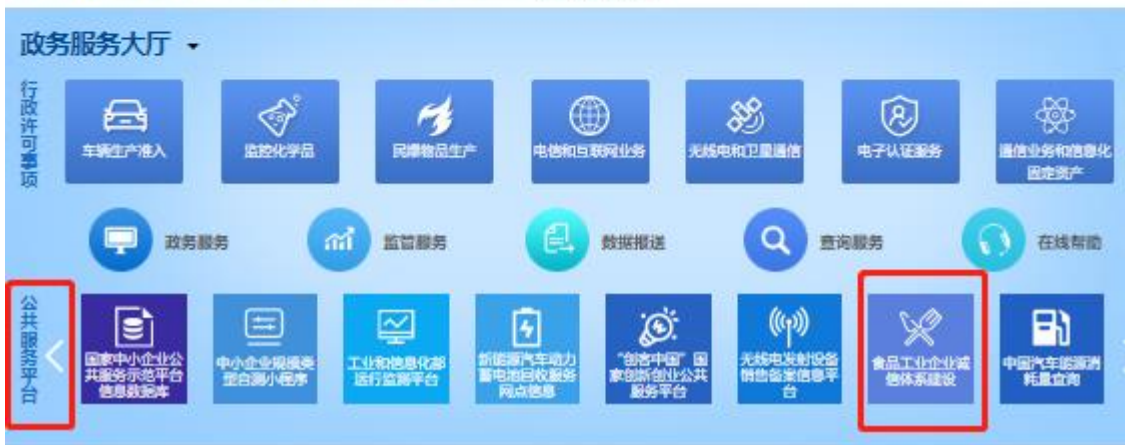 政务服务大厅
行政许可事项
车辆生产准入
监控化学品
民爆物品生产
电信和互联网业务
无线电和卫星通信
电子认证服务
通信业务和信息化
固定资产
政务服务
监管服务
数据报送
查询服务
在线帮助
公共服务平台
国家中小企业公
共服务示范平台
信息数据库
中小企业规模类
型自测小程序
工业和信息化部
运行监测平台
新能源汽车动力
蓄电池回收服务
网点信息
“创客中国”国
家创新创业公共
服务平台
无线电发射设备
销售备案信息平
台
食品工业企业诚
信体系建设
中国汽车能源消
耗量查询